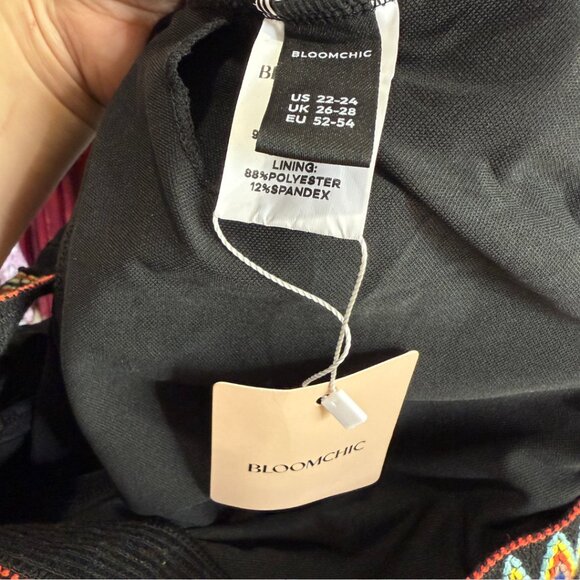 BLOOMCHIC
US 22-24
UK 26-28
EU 52-54
LINING:
88%POLYESTER
12%SPANDEX
BLOOMCHIC